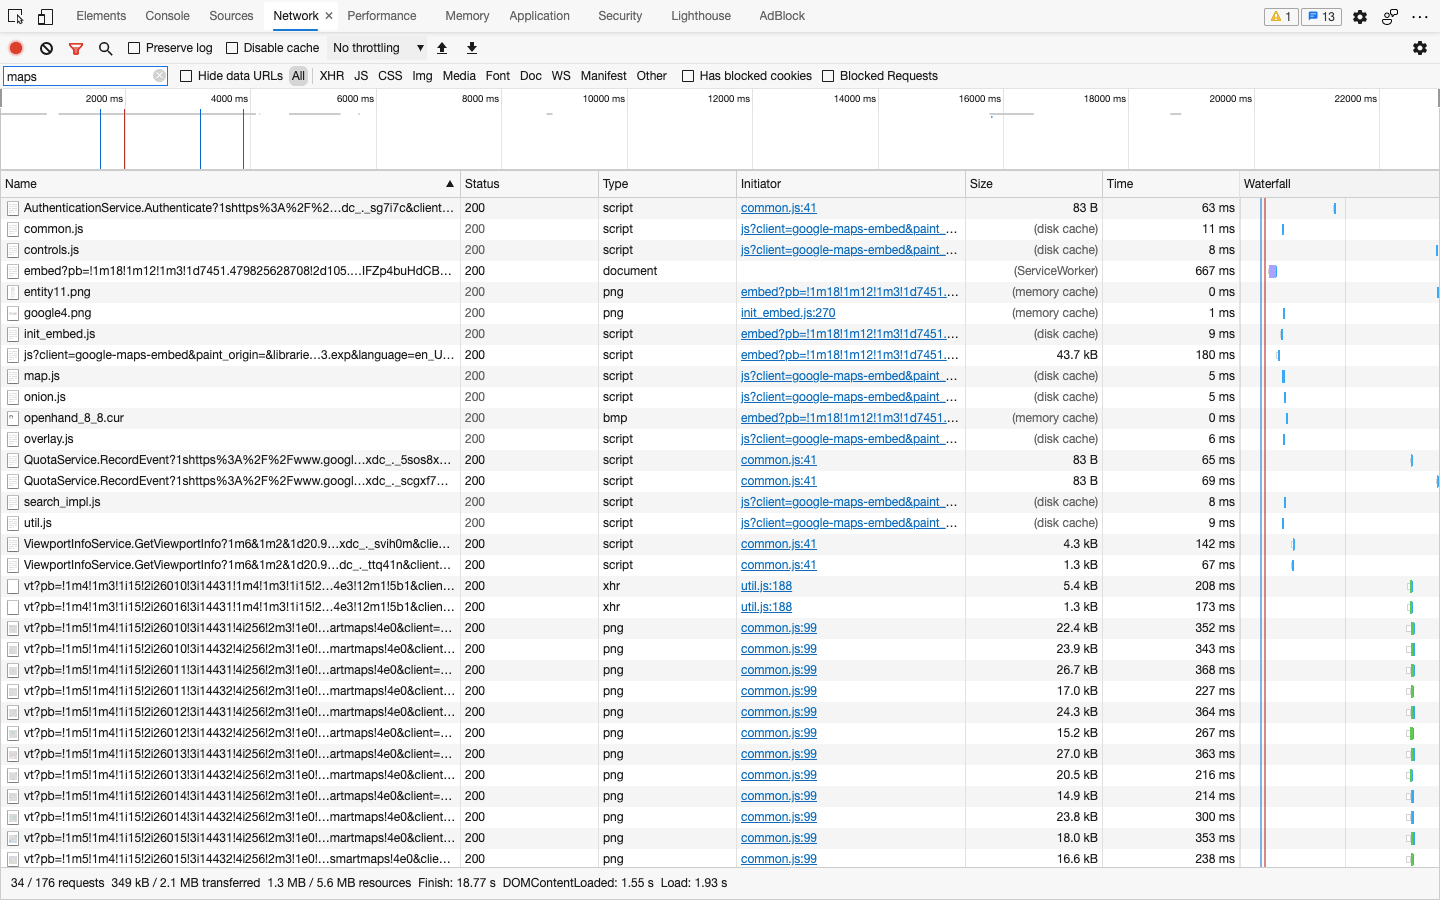 Elements Console Sources Network × Performance Memory Application Security Lighthouse AdBlock 1 13
Preserve log Disable cache No throttling
maps Hide data URLs All XHR JS CSS Img Media Font Doc WS Manifest Other Has blocked cookies Blocked Requests
2000 ms 4000 ms 6000 ms 8000 ms 10000 ms 12000 ms 14000 ms 16000 ms 18000 ms 20000 ms 22000 ms
Name Status Type Initiator Size Time Waterfall
AuthenticationService.Authenticate?1shttps%3A%2F%2…dc_._sg7i7c&client… 200 script common.js:41 83 B 63 ms
common.js 200 script js?client=google-maps-embed&paint_… (disk cache) 11 ms
controls.js 200 script js?client=google-maps-embed&paint_… (disk cache) 8 ms
embed?pb=!1m18!1m12!1m3!1d7451.479825628708!2d105.…IFZp4buHdCB… 200 document (ServiceWorker) 667 ms
entity11.png 200 png embed?pb=!1m18!1m12!1m3!1d7451.… (memory cache) 0 ms
google4.png 200 png init_embed.js:270 (memory cache) 1 ms
init_embed.js 200 script embed?pb=!1m18!1m12!1m3!1d7451.… (disk cache) 9 ms
js?client=google-maps-embed&paint_origin=&librarie…3.exp&language=en_U… 200 script embed?pb=!1m18!1m12!1m3!1d7451.… 43.7 kB 180 ms
map.js 200 script js?client=google-maps-embed&paint_… (disk cache) 5 ms
onion.js 200 script js?client=google-maps-embed&paint_… (disk cache) 5 ms
openhand_8_8.cur 200 bmp embed?pb=!1m18!1m12!1m3!1d7451.… (memory cache) 0 ms
overlay.js 200 script js?client=google-maps-embed&paint_… (disk cache) 6 ms
QuotaService.RecordEvent?1shttps%3A%2F%2Fwww.googl…xdc_._5sos8x… 200 script common.js:41 83 B 65 ms
QuotaService.RecordEvent?1shttps%3A%2F%2Fwww.googl…xdc_._scgxf7… 200 script common.js:41 83 B 69 ms
search_impl.js 200 script js?client=google-maps-embed&paint_… (disk cache) 8 ms
util.js 200 script js?client=google-maps-embed&paint_… (disk cache) 9 ms
ViewportInfoService.GetViewportInfo?1m6&1m2&1d20.9…xdc_._svih0m&clie… 200 script common.js:41 4.3 kB 142 ms
ViewportInfoService.GetViewportInfo?1m6&1m2&1d20.9…dc_._ttq41n&client… 200 script common.js:41 1.3 kB 67 ms
vt?pb=!1m4!1m3!1i15!2i26010!3i14431!1m4!1m3!1i15!2…4e3!12m1!5b1&clien… 200 xhr util.js:188 5.4 kB 208 ms
vt?pb=!1m4!1m3!1i15!2i26016!3i14431!1m4!1m3!1i15!2…4e3!12m1!5b1&clien… 200 xhr util.js:188 1.3 kB 173 ms
vt?pb=!1m5!1m4!1i15!2i26010!3i14431!4i256!2m3!1e0!…artmaps!4e0&client=… 200 png common.js:99 22.4 kB 352 ms
vt?pb=!1m5!1m4!1i15!2i26010!3i14432!4i256!2m3!1e0!…artmaps!4e0&client=… 200 png common.js:99 23.9 kB 343 ms
vt?pb=!1m5!1m4!1i15!2i26011!3i14431!4i256!2m3!1e0!…artmaps!4e0&client=… 200 png common.js:99 26.7 kB 368 ms
vt?pb=!1m5!1m4!1i15!2i26011!3i14432!4i256!2m3!1e0!…martmaps!4e0&client… 200 png common.js:99 17.0 kB 227 ms
vt?pb=!1m5!1m4!1i15!2i26012!3i14431!4i256!2m3!1e0!…martmaps!4e0&client… 200 png common.js:99 24.3 kB 364 ms
vt?pb=!1m5!1m4!1i15!2i26012!3i14432!4i256!2m3!1e0!…artmaps!4e0&client=… 200 png common.js:99 15.2 kB 267 ms
vt?pb=!1m5!1m4!1i15!2i26013!3i14431!4i256!2m3!1e0!…artmaps!4e0&client=… 200 png common.js:99 27.0 kB 363 ms
vt?pb=!1m5!1m4!1i15!2i26013!3i14432!4i256!2m3!1e0!…martmaps!4e0&client… 200 png common.js:99 20.5 kB 216 ms
vt?pb=!1m5!1m4!1i15!2i26014!3i14431!4i256!2m3!1e0!…artmaps!4e0&client=… 200 png common.js:99 14.9 kB 214 ms
vt?pb=!1m5!1m4!1i15!2i26014!3i14432!4i256!2m3!1e0!…martmaps!4e0&client… 200 png common.js:99 23.8 kB 300 ms
vt?pb=!1m5!1m4!1i15!2i26015!3i14431!4i256!2m3!1e0!…martmaps!4e0&client… 200 png common.js:99 18.0 kB 353 ms
vt?pb=!1m5!1m4!1i15!2i26015!3i14432!4i256!2m3!1e0!…smartmaps!4e0&clie… 200 png common.js:99 16.6 kB 238 ms
34 / 176 requests 349 kB / 2.1 MB transferred 1.3 MB / 5.6 MB resources Finish: 18.77 s DOMContentLoaded: 1.55 s Load: 1.93 s